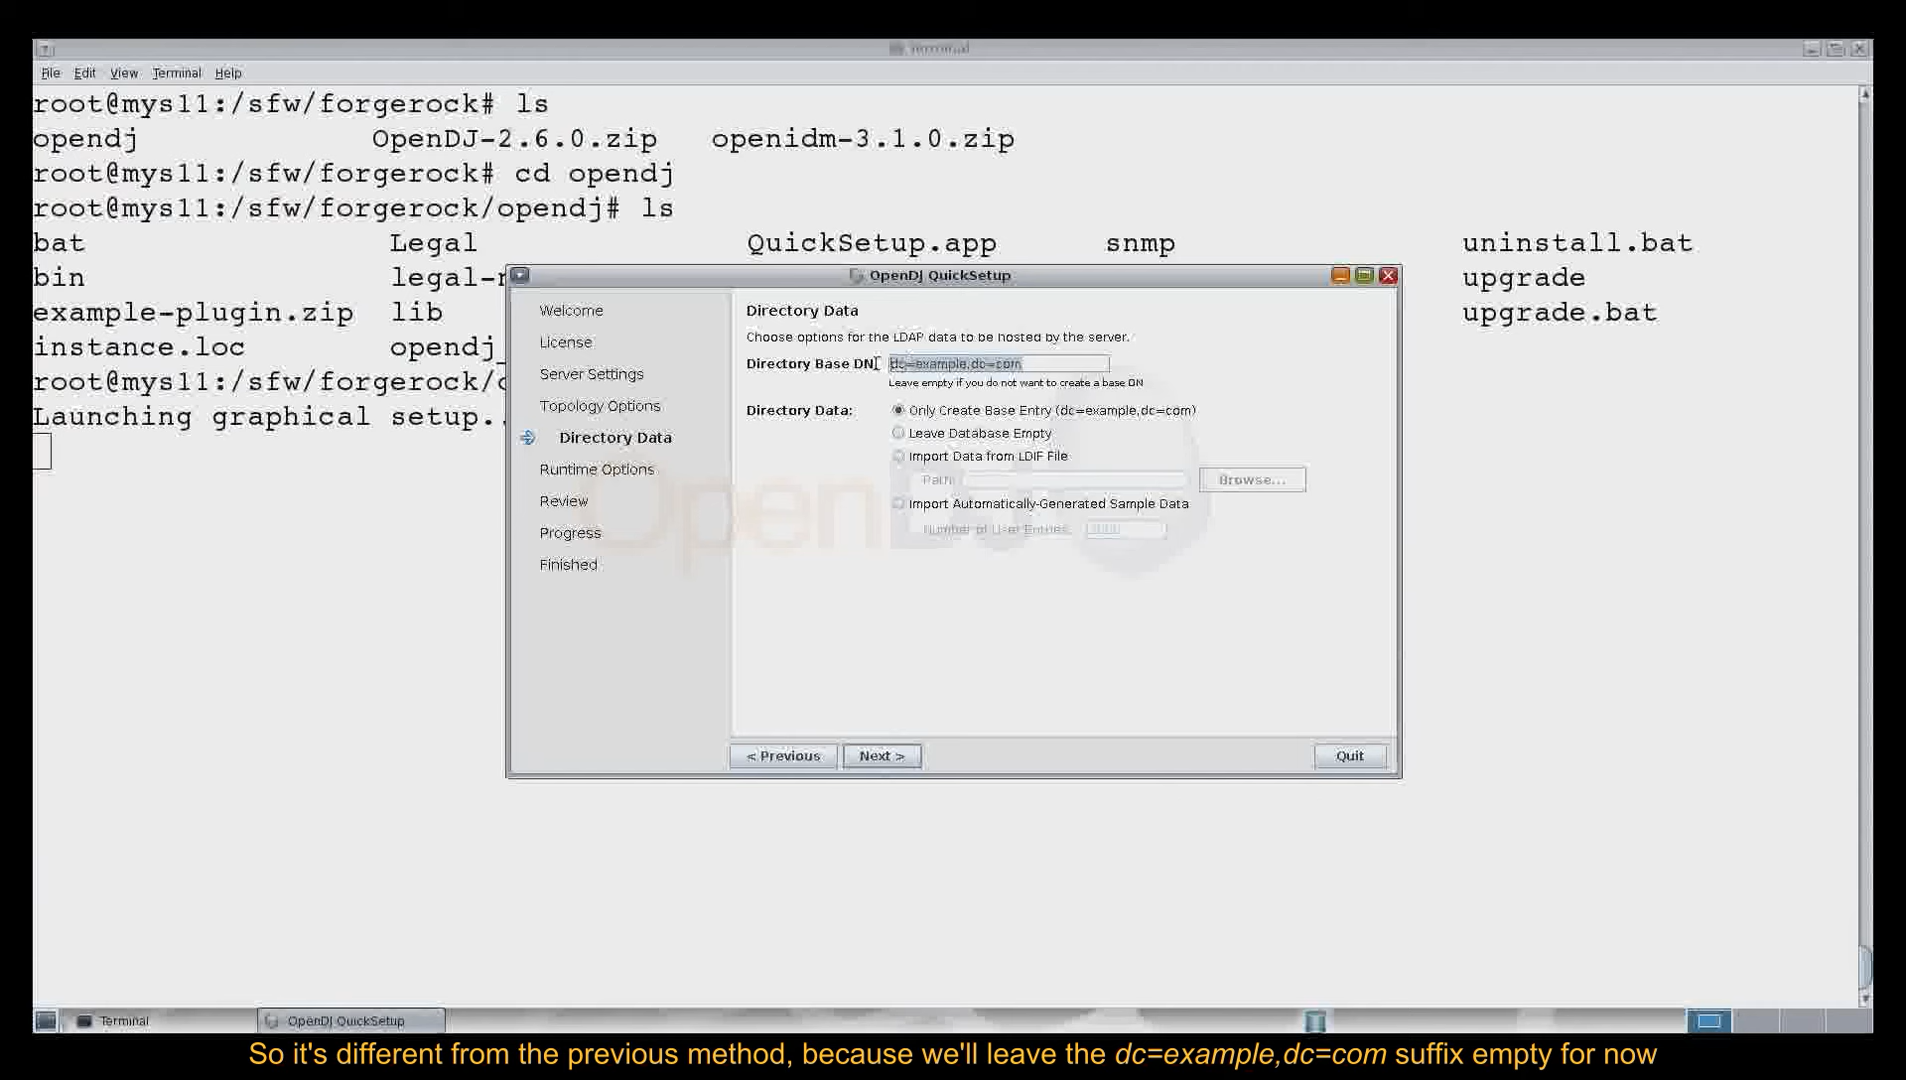 Terminal
File Edit View Terminal Help
root@mys11:/sfw/forgerock# ls
opendj OpenDJ-2.6.0.zip openidm-3.1.0.zip
root@mys11:/sfw/forgerock# cd opendj
root@mys11:/sfw/forgerock/opendj# ls
bat Legal QuickSetup.app snmp uninstall.bat
bin legal- upgrade
example-plugin.zip lib upgrade.bat
instance.loc opendj_
root@mys11:/sfw/forgerock/
Launching graphical setup..
OpenDJ QuickSetup
Welcome
License
Server Settings
Topology Options
Directory Data
Runtime Options
Review
Progress
Finished
Directory Data
Choose options for the LDAP data to be hosted by the server.
Directory Base DN dc=example,dc=com
Leave empty if you do not want to create a base DN
Directory Data: Only Create Base Entry (dc=example,dc=com)
Leave Database Empty
Import Data from LDIF File
Path: Browse...
Import Automatically-Generated Sample Data
Number of User Entries:
OpenDJ
< Previous Next > Quit
Terminal OpenDJ QuickSetup
So it's different from the previous method, because we'll leave the dc=example,dc=com suffix empty for now